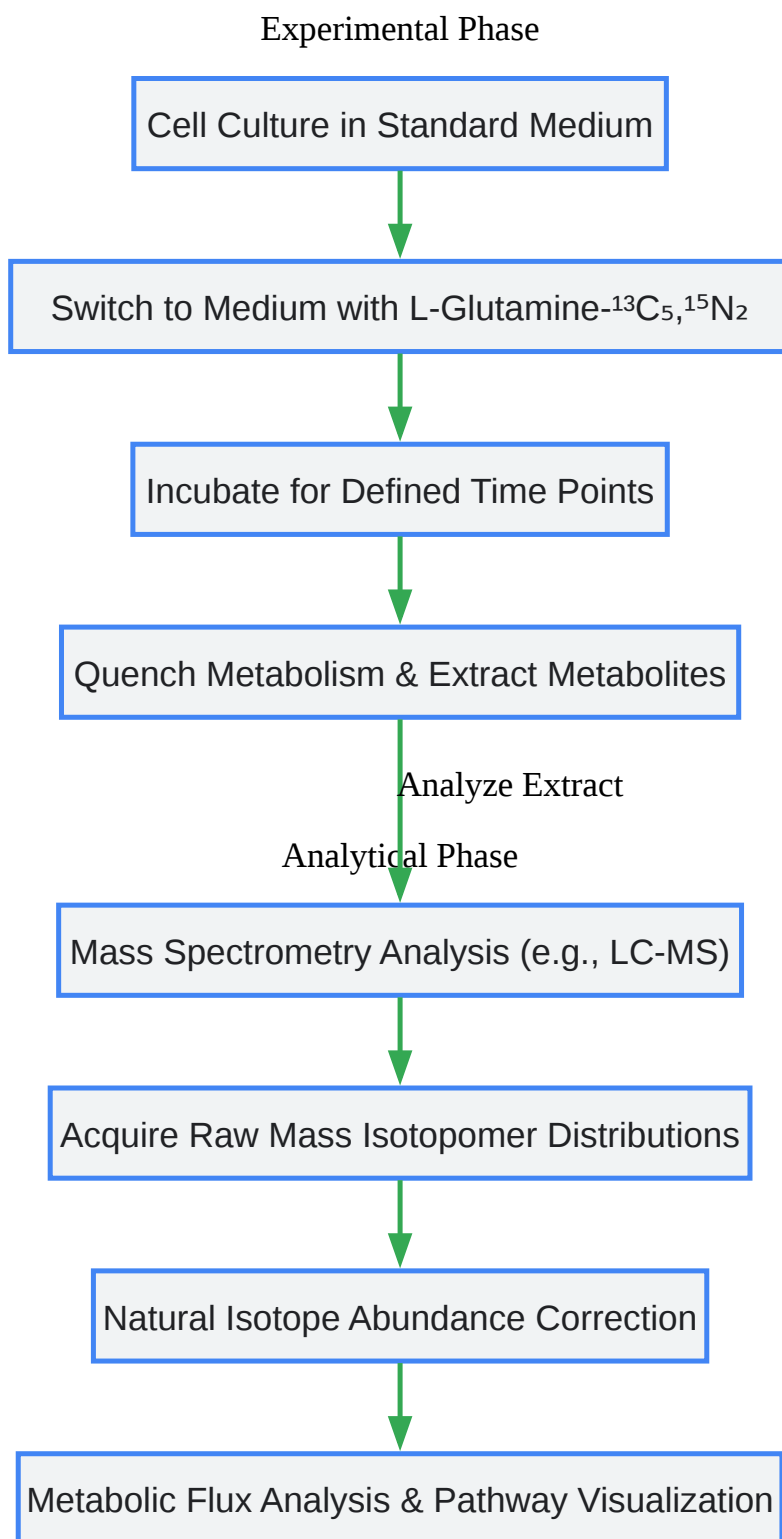 Experimental Phase
Cell Culture in Standard Medium
Switch to Medium with L-Glutamine-¹³C₅,¹⁵N₂
Incubate for Defined Time Points
Quench Metabolism & Extract Metabolites
Analyze Extract
Analytical Phase
Mass Spectrometry Analysis (e.g., LC-MS)
Acquire Raw Mass Isotopomer Distributions
Natural Isotope Abundance Correction
Metabolic Flux Analysis & Pathway Visualization